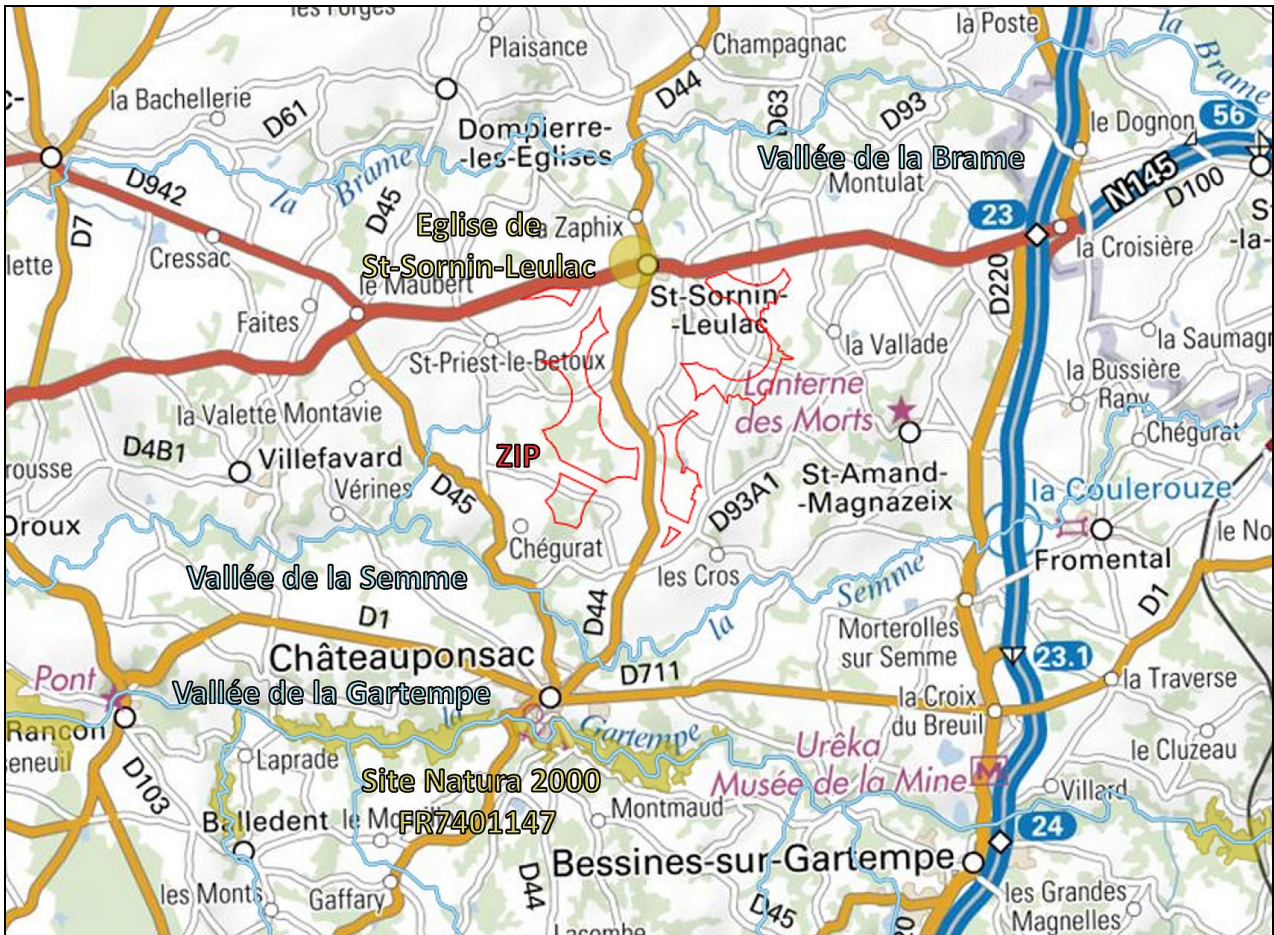 la Poste
la
Brame
Plaisance
Champagnac
la Bachellerie
D44
D63
D93
56
D61
le Dognon
Dompierre-
-les-Eglises
Vallée de la Brame
Montulat
N145
D100
D942
la
Brame
D45
D7
23
Eglise de
Zaphix
la Croisière
-la-
lette
Cressac
St-Sornin-Leulac
le Maubert
St-Sornin-
-Leulac
D220
Faites
la Vallade
St-Priest-le-Betoux
la Bussière
Rapy
Lanterne
des Morts
la Valette Montavie
Chégurat
D4B1
Villefavard
ZIP
rousse
Vérines
D45
St-Amand-
-Magnazeix
la Coulerouze
D93A1
Droux
Chégurat
le No
Fromental
Vallée de la Semme
les Cros
Semme
D1
D1
D44
la
Morterolles
sur Semme
Châteauponsac
23.1
D711
Pont
Vallée de la Gartempe
la Croix
du Breuil
la Traverse
la
Gartempe
Rancon
Urêka
Musée de la Mine
M
le Cluzeau
Laprade
D103
Site Natura 2000
FR7401147
Villard
Montmaud
Balledent
24
Bessines-sur-Gartempe
les Monts
Gaffary
D44
D45
les Grandes
Magnelles
Lacombe